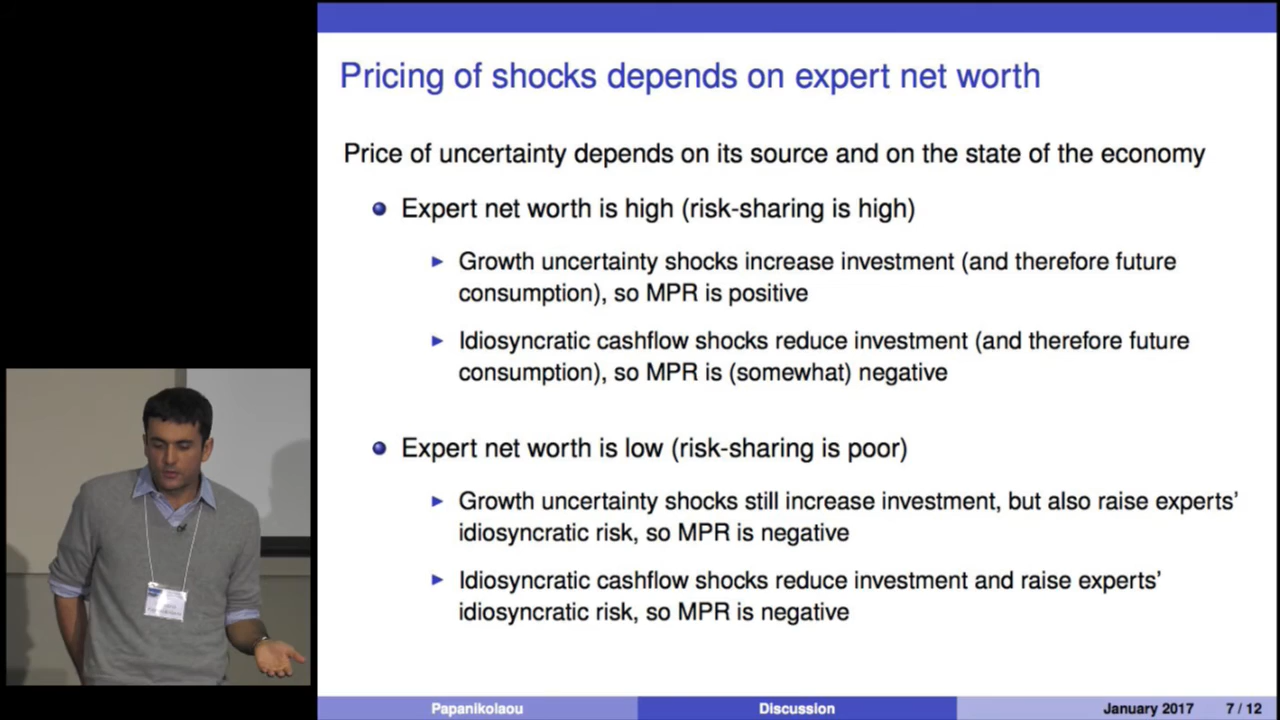 Pricing of shocks depends on expert net worth
Price of uncertainty depends on its source and on the state of the economy
Expert net worth is high (risk-sharing is high)
Growth uncertainty shocks increase investment (and therefore future
consumption), so MPR is positive
Idiosyncratic cashflow shocks reduce investment (and therefore future
consumption), so MPR is (somewhat) negative
Expert net worth is low (risk-sharing is poor)
Growth uncertainty shocks still increase investment, but also raise experts'
idiosyncratic risk, so MPR is negative
Idiosyncratic cashflow shocks reduce investment and raise experts'
idiosyncratic risk, so MPR is negative
Papanikolaou
Discussion
January 2017
7 / 12